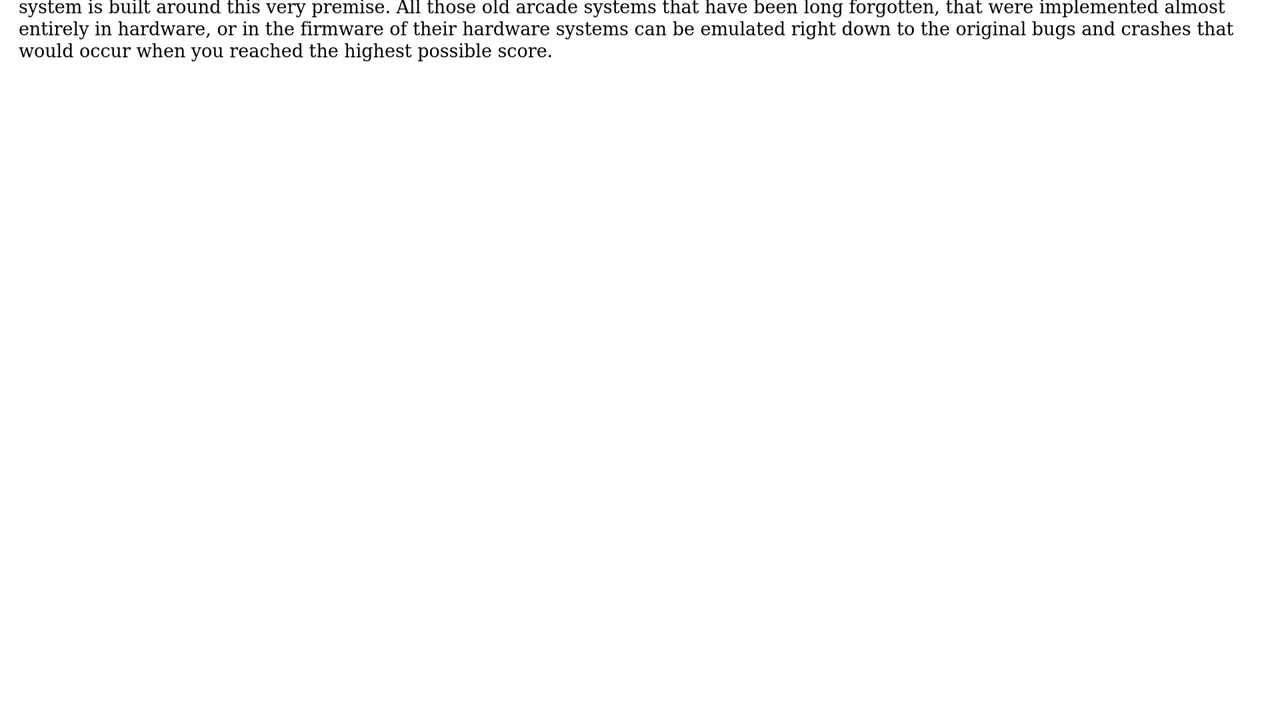 system is built around this very premise. All those old arcade systems that have been long forgotten, that were implemented almost
entirely in hardware, or in the firmware of their hardware systems can be emulated right down to the original bugs and crashes that
would occur when you reached the highest possible score.